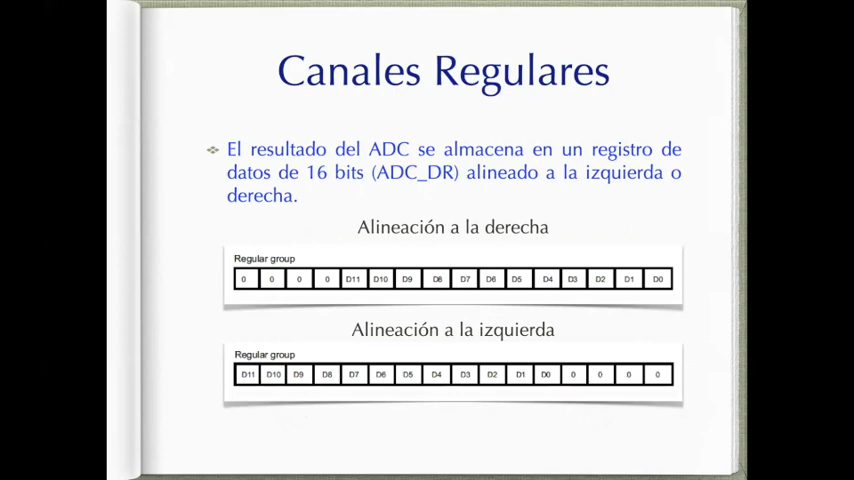 Canales Regulares
El resultado del ADC se almacena en un registro de
datos de 16 bits (ADC_DR) alineado a la izquierda o
derecha.
Alineación a la derecha
Regular group
0 0 0 0 D11 D10 D9 D8 D7 D6 D5 D4 D3 D2 D1 D0
Alineación a la izquierda
Regular group
D11 D10 D9 D8 D7 D6 D5 D4 D3 D2 D1 D0 0 0 0 0